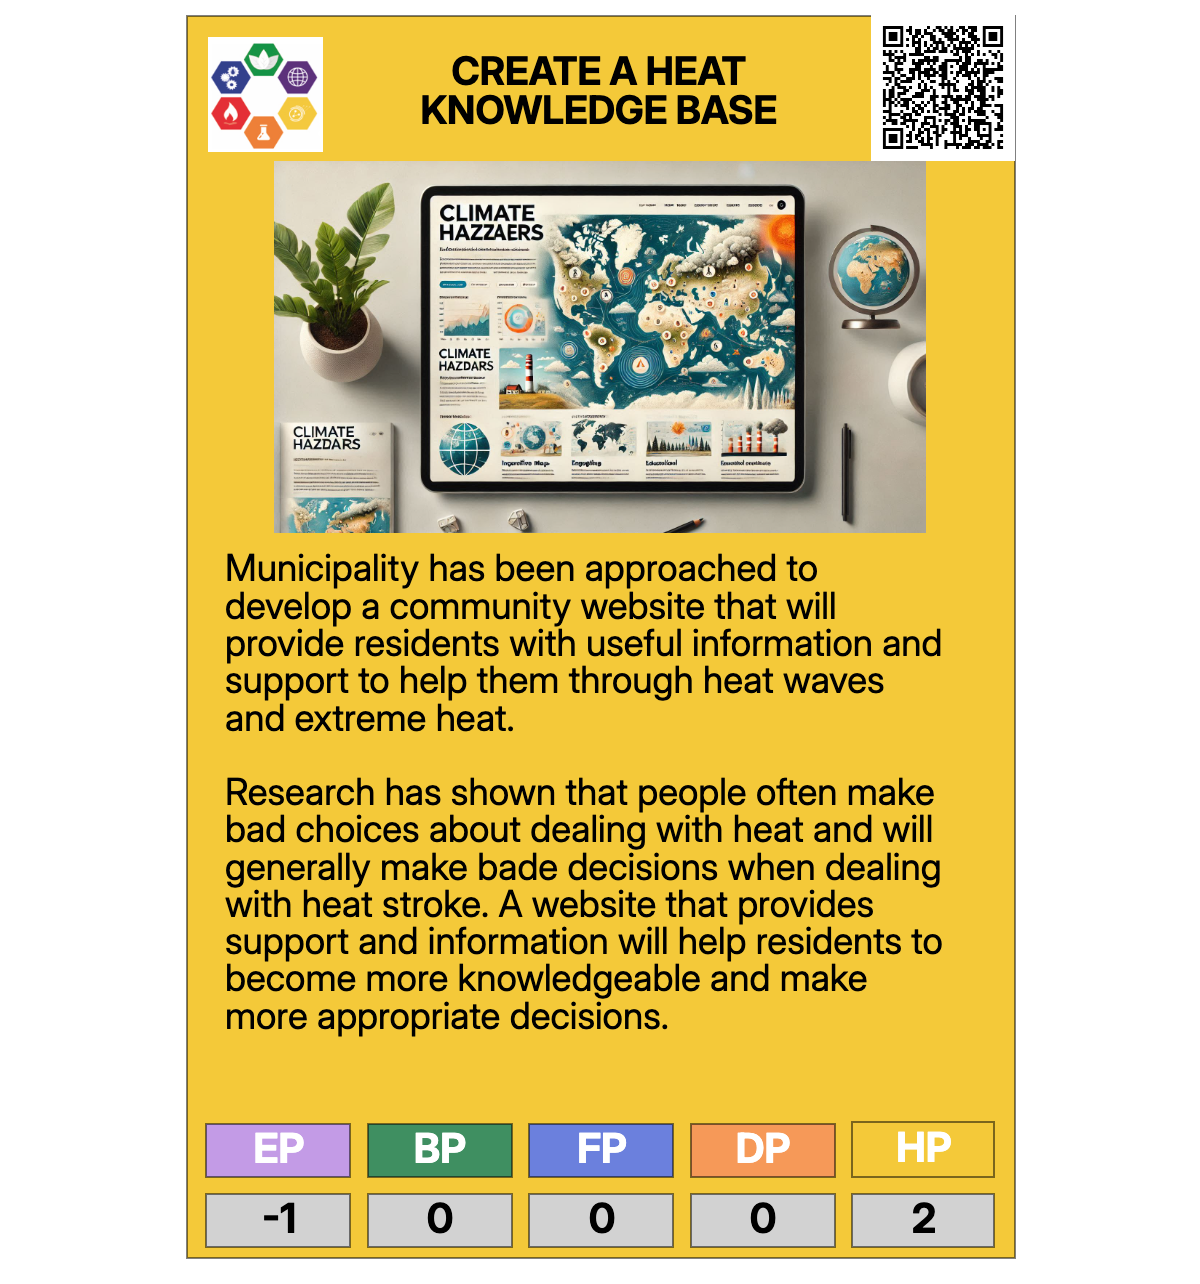 CREATE A HEAT
KNOWLEDGE BASE
CLIMATE
HAZZAERS
CLIMATE
HAZDARS
CLIMATE
HAZDARS
Engugling
Municipality has been approached to
develop a community website that will
provide residents with useful information and
support to help them through heat waves
and extreme heat.
Research has shown that people often make
bad choices about dealing with heat and will
generally make bade decisions when dealing
with heat stroke. A website that provides
support and information will help residents to
become more knowledgeable and make
more appropriate decisions.
EP BP FP DP HP
-1 0 0 0 2